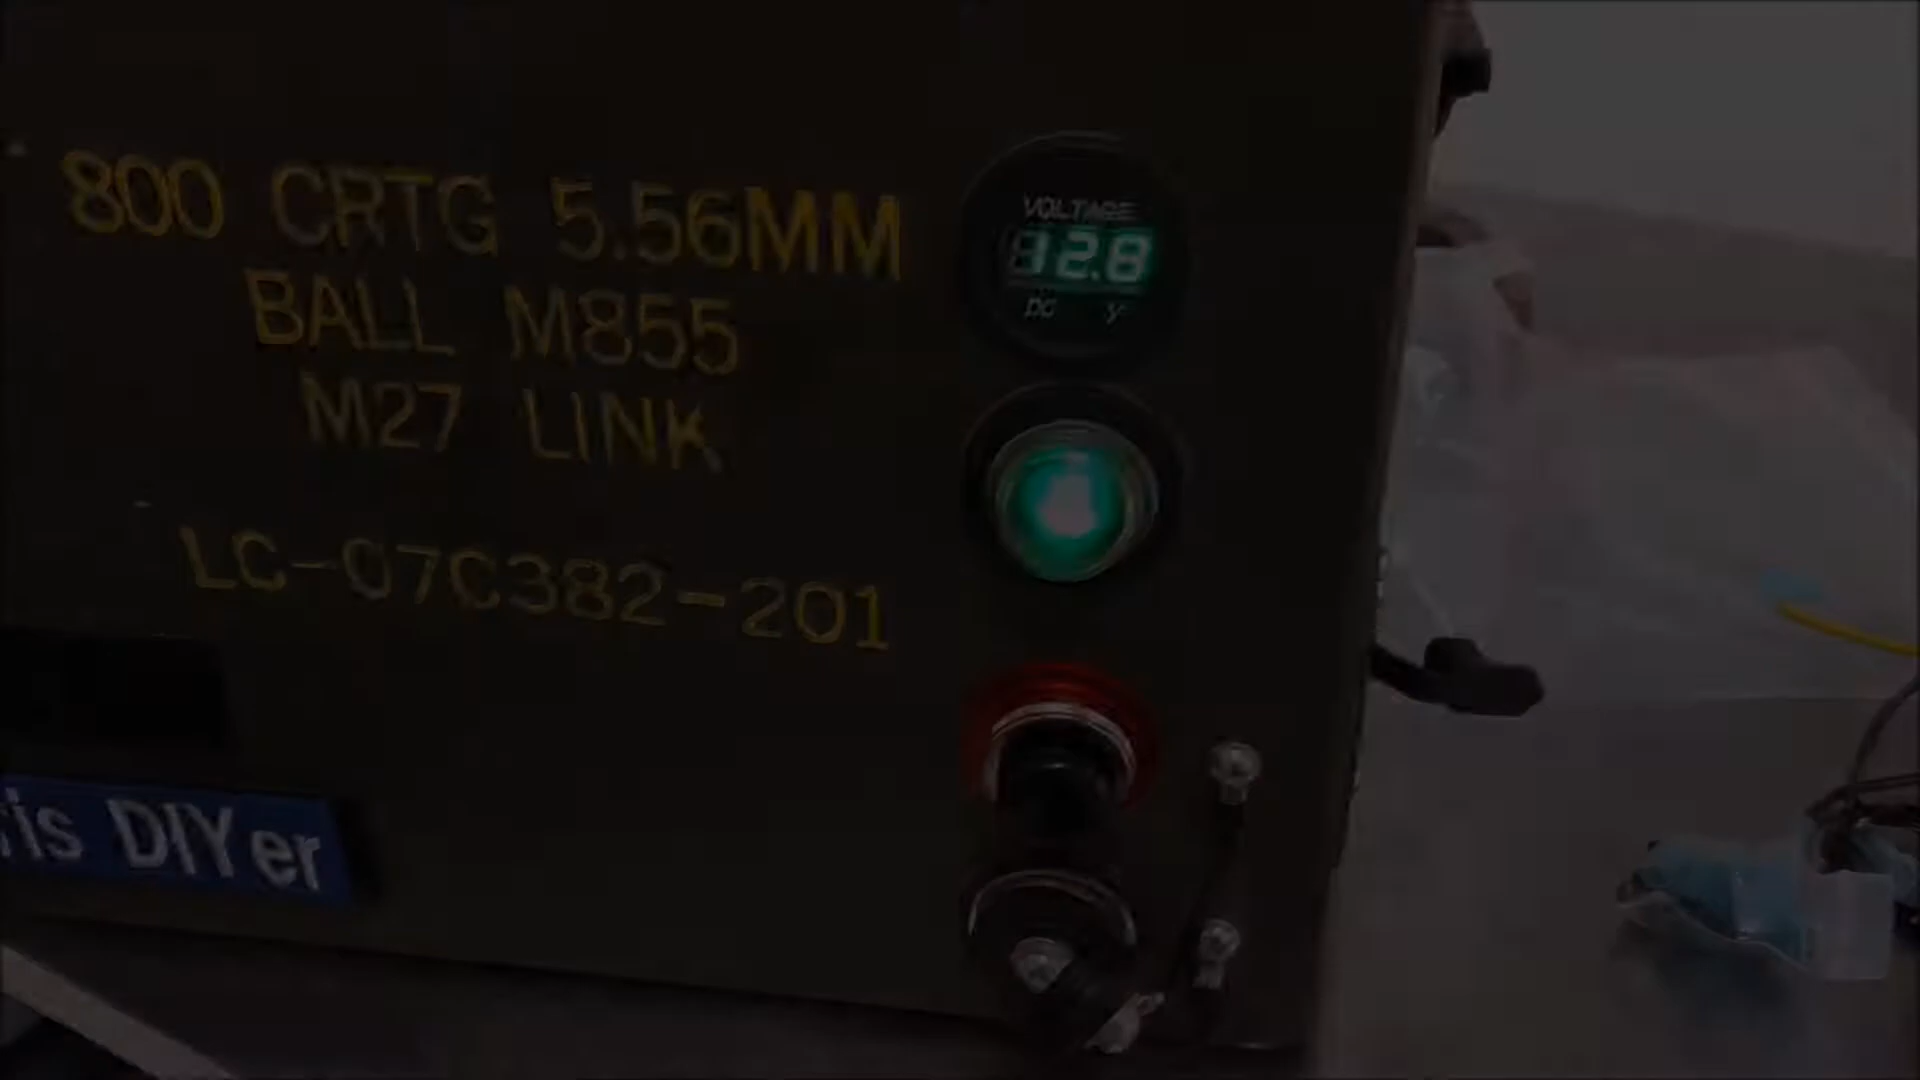 800 CRTG 5.56MM
BALL M855
M27 LINK
LC-07C382-201
VOLTAGE
12.8
DC V
is DIYer